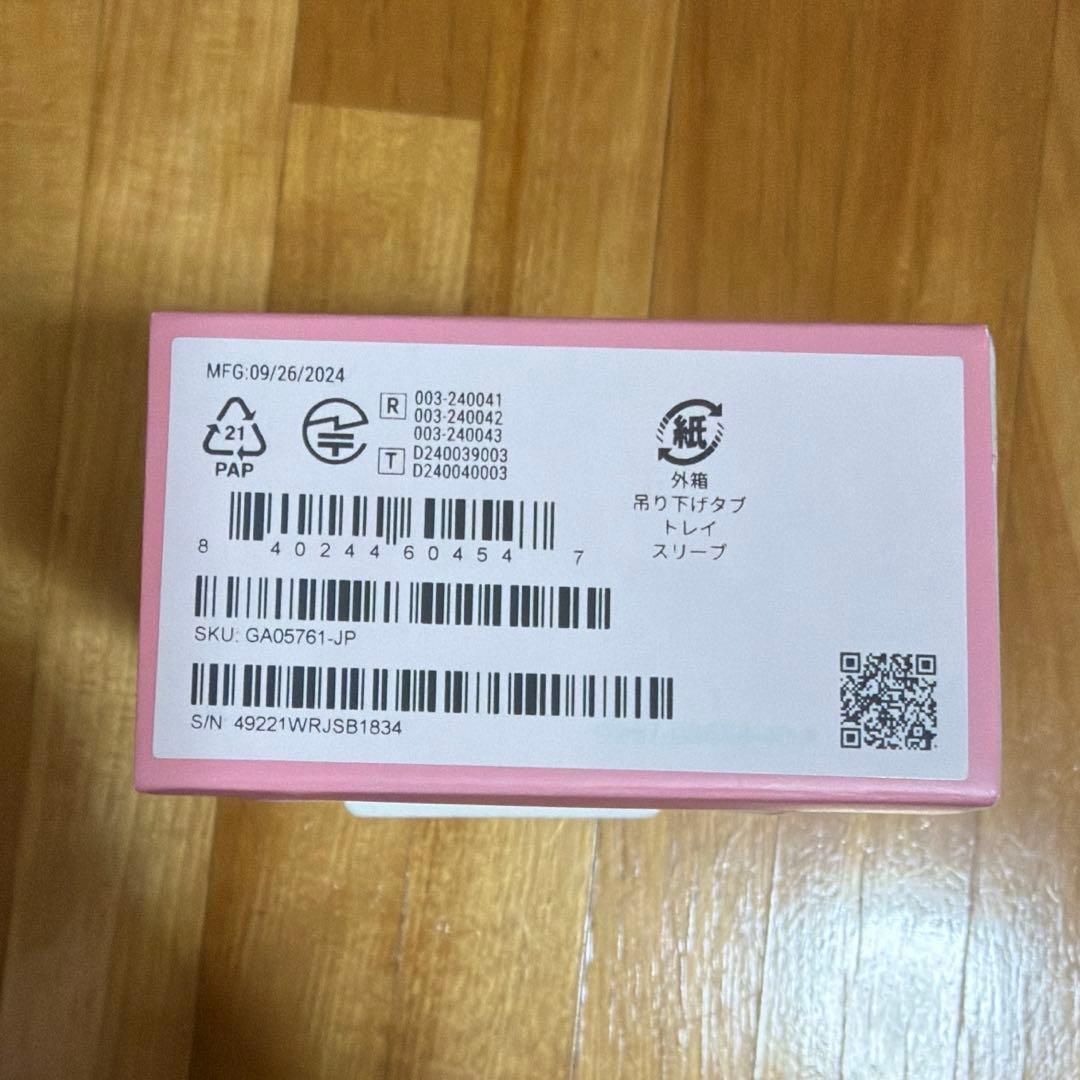 MFG:09/26/2024
21
PAP
R 003-240041
003-240042
003-240043
T D240039003
D240040003
紙
外箱
吊り下げタブ
トレイ
スリーブ
8 40244 60454 7
SKU: GA05761-JP
S/N 49221WRJSB1834